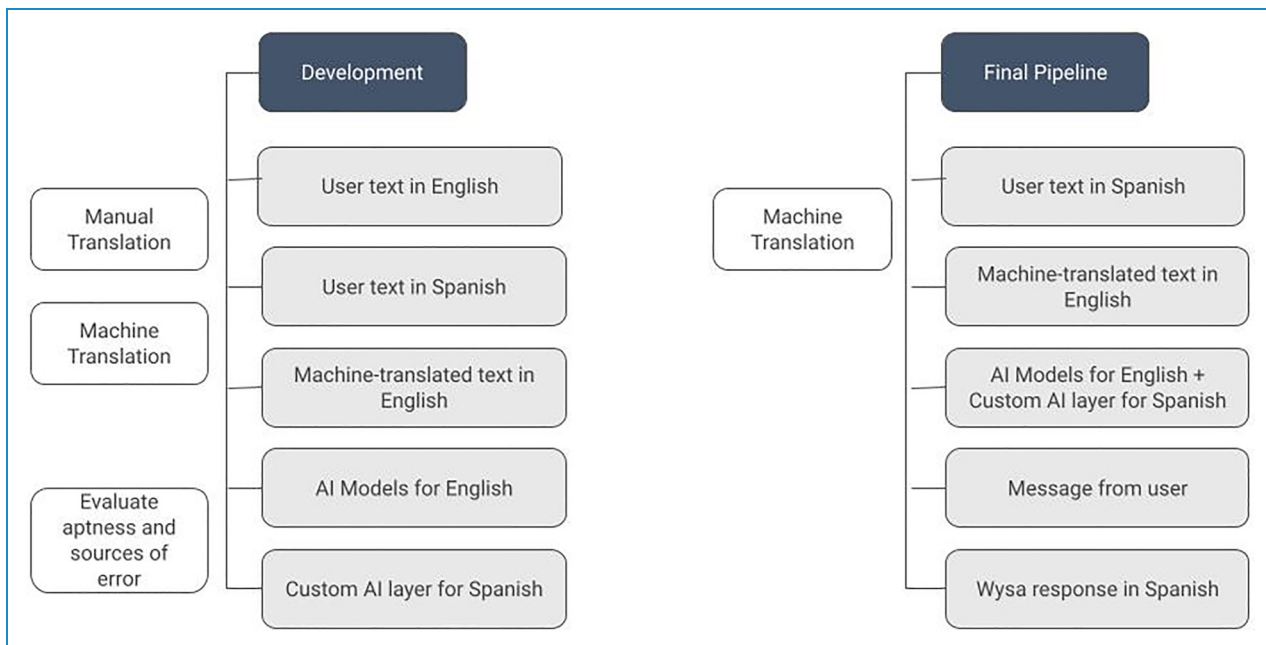 Development
User text in English
Manual
Translation
User text in Spanish
Machine
Translation
Machine-translated text in
English
AI Models for English
Evaluate
aptness and
sources of
error
Custom AI layer for Spanish
Final Pipeline
User text in Spanish
Machine
Translation
Machine-translated text in
English
AI Models for English +
Custom AI layer for Spanish
Message from user
Wysa response in Spanish